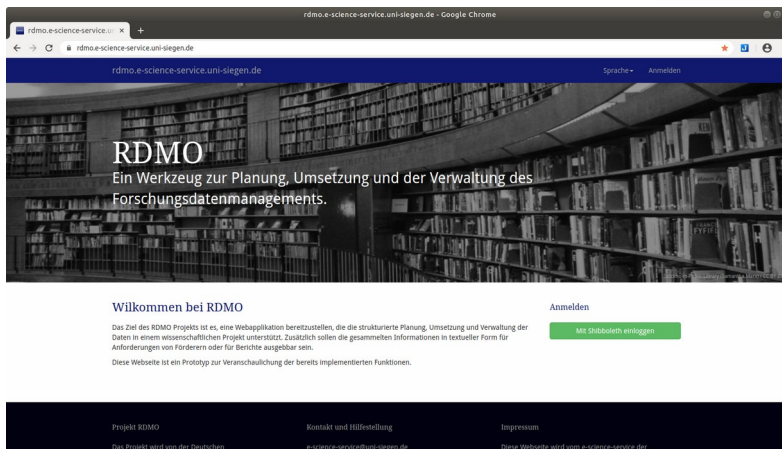 rdmo.e-science-service.uni-siegen.de - Google Chrome
rdmo.e-science-service.un
rdmo.e-science-service.uni-siegen.de
rdmo.e-science-service.uni-siegen.de
Sprache
Anmelden
RDMO
Ein Werkzeug zur Planung, Umsetzung und der Verwaltung des
Forschungsdatenmanagements.
Wilkommen bei RDMO
Das Ziel des RDMO Projekts ist es, eine Webapplikation bereitzustellen, die die strukturierte Planung, Umsetzung und Verwaltung der
Daten in einem wissenschaftlichen Projekt unterstützt. Zusätzlich sollen die gesammelten Informationen in textueller Form für
Anforderungen von Förderern oder für Berichte ausgebbar sein.
Diese Webseite ist ein Prototyp zur Veranschaulichung der bereits implementierten Funktionen.
Anmelden
Mit Shibboleth einloggen
Projekt RDMO
Das Projekt wird von der Deutschen
Kontakt und Hilfestellung
e-science-service@uni-siegen.de
Impressum
Diese Webseite wird vom e-science-service der